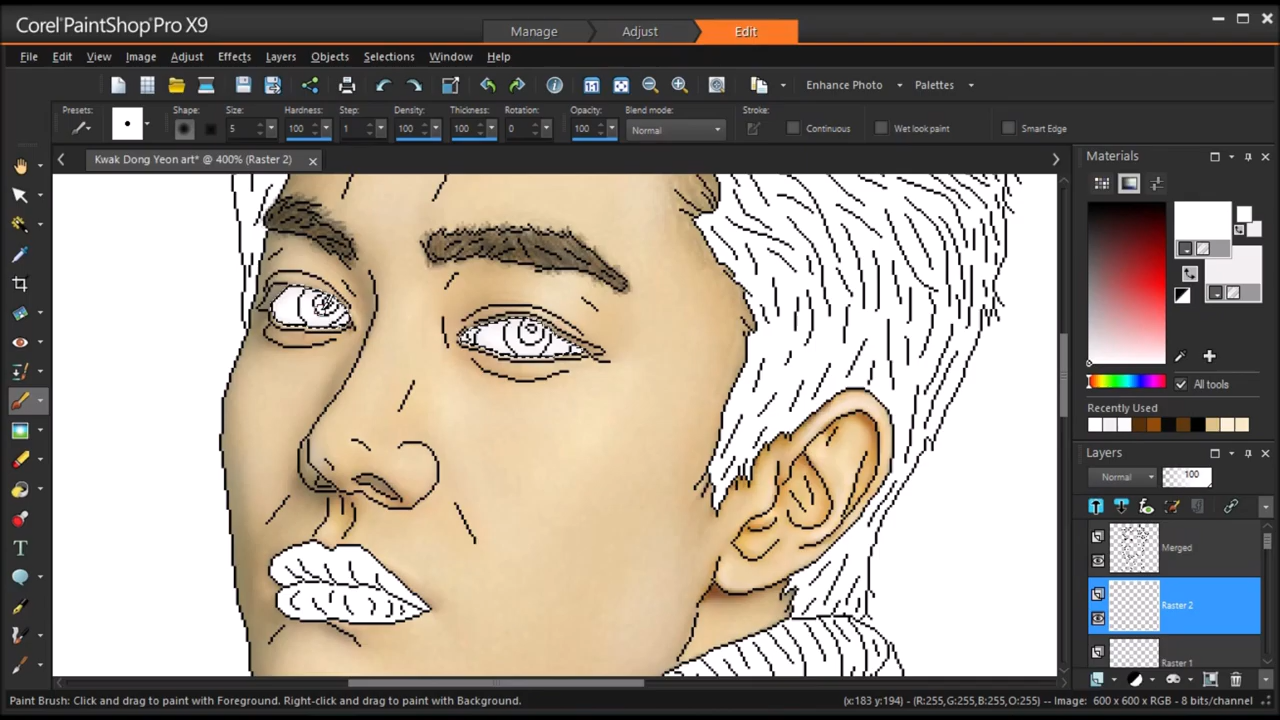 Corel PaintShop Pro X9
Manage
Adjust
Edit
File Edit View Image Adjust Effects Layers Objects Selections Window Help
Enhance Photo
Palettes
Presets:
Shape:
Size:
Hardness:
Step:
Density:
Thickness:
Rotation:
Opacity:
Blend mode:
Stroke:
5
100
1
100
100
0
100
Normal
Continuous
Wet look paint
Smart Edge
Kwak Dong Yeon art* @ 400% (Raster 2)
Materials
All tools
Recently Used
Layers
Normal
100
Merged
Raster 2
Raster 1
Paint Brush: Click and drag to paint with Foreground. Right-click and drag to paint with Background.
(x:183 y:194) -- (R:255,G:255,B:255,O:255) -- Image: 600 x 600 x RGB - 8 bits/channel